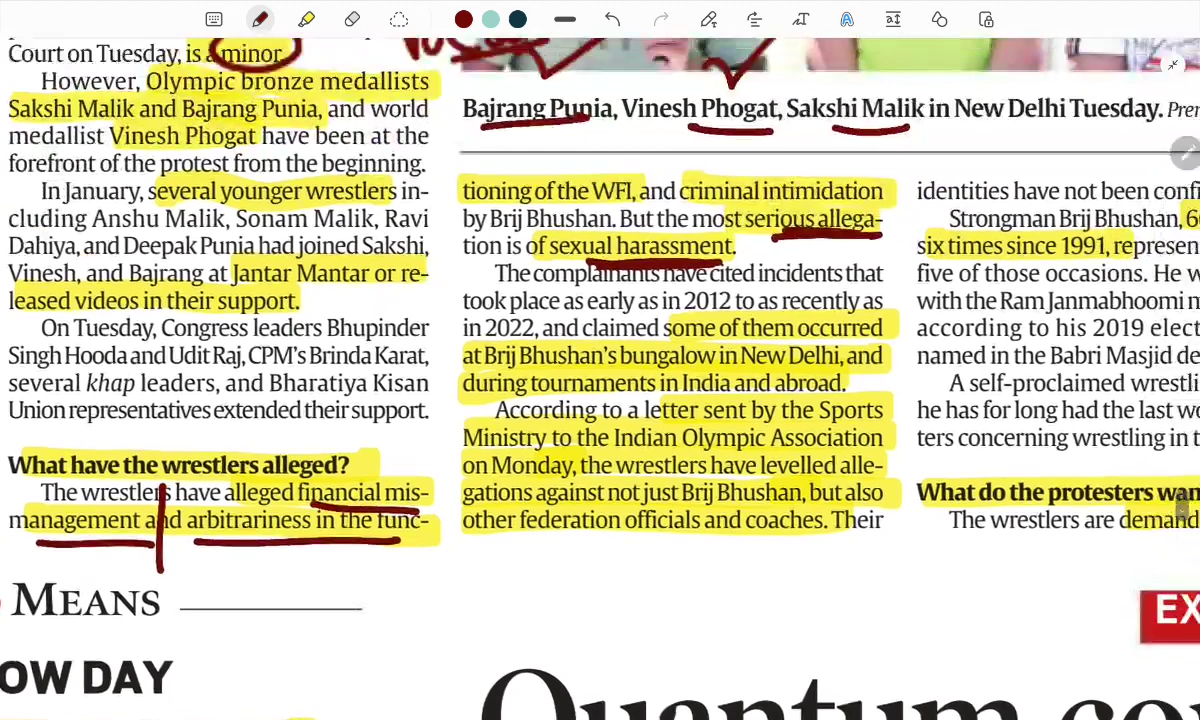 Court on Tuesday, is a minor
However, Olympic bronze medallists
Sakshi Malik and Bajrang Punia, and world
medallist Vinesh Phogat have been at the
forefront of the protest from the beginning.
In January, several younger wrestlers in-
cluding Anshu Malik, Sonam Malik, Ravi
Dahiya, and Deepak Punia had joined Sakshi,
Vinesh, and Bajrang at Jantar Mantar or re-
leased videos in their support.
On Tuesday, Congress leaders Bhupinder
Singh Hooda and Udit Raj, CPM’s Brinda Karat,
several khap leaders, and Bharatiya Kisan
Union representatives extended their support.
What have the wrestlers alleged?
The wrestlers have alleged financial mis-
management and arbitrariness in the func-
Bajrang Punia, Vinesh Phogat, Sakshi Malik in New Delhi Tuesday.
tioning of the WFI, and criminal intimidation
by Brij Bhushan. But the most serious allega-
tion is of sexual harassment.
The complainants have cited incidents that
took place as early as in 2012 to as recently as
in 2022, and claimed some of them occurred
at Brij Bhushan’s bungalow in New Delhi, and
during tournaments in India and abroad.
According to a letter sent by the Sports
Ministry to the Indian Olympic Association
on Monday, the wrestlers have levelled alle-
gations against not just Brij Bhushan, but also
other federation officials and coaches. Their
identities have not been
Strongman Brij Bhushan,
six times since 1991,
five of those occasions. He
with the Ram Janmabhoomi
according to his 2019
named in the Babri Masjid
A self-proclaimed
he has for long had the last
ters concerning wrestling in
What do the protesters
The wrestlers are
MEANS
DAY
EX
Quantum